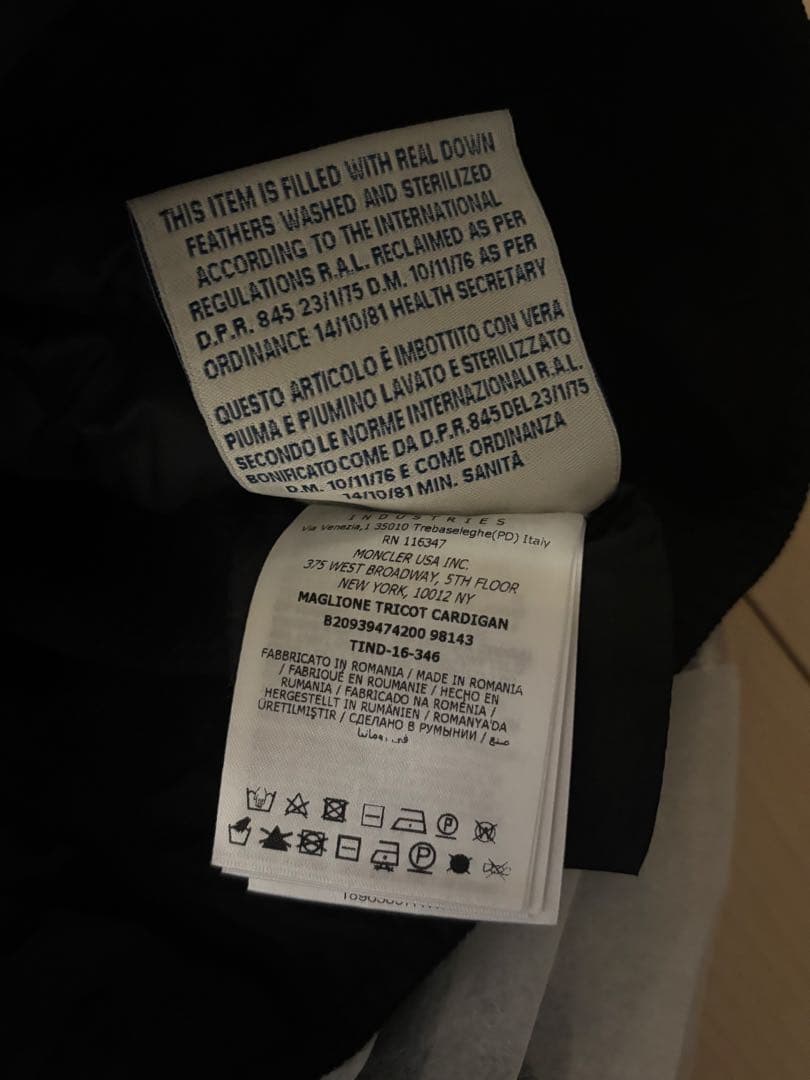 THIS ITEM IS FILLED WITH REAL DOWN
FEATHERS WASHED AND STERILIZED
ACCORDING TO THE INTERNATIONAL
REGULATIONS R.A.L. RECLAIMED AS PER
D.P.R. 845 23/1/75 D.M. 10/11/76 AS PER
ORDINANCE 14/10/81 HEALTH SECRETARY
QUESTO ARTICOLO È IMBOTTITO CON VERA
PIUMA E PIUMINO LAVATO E STERILIZZATO
SECONDO LE NORME INTERNAZIONALI R.A.L.
BONIFICATO COME DA D.P.R. 845 DEL 23/1/75
D.M. 10/11/76 E COME ORDINANZA
14/10/81 MIN. SANITÀ
INDUSTRIES
Via Venezia,1 35010 Trebaseleghe(PD) Italy
RN 116347
MONCLER USA INC.
375 WEST BROADWAY, 5TH FLOOR
NEW YORK, 10012 NY
MAGLIONE TRICOT CARDIGAN
B20939474200 98143
TIND-16-346
FABBRICATO IN ROMANIA / MADE IN ROMANIA
/ FABRIQUÉ EN ROUMANIE / HECHO EN
RUMANIA / FABRICADO NA ROMÊNIA /
HERGESTELLT IN RUMÄNIEN / ROMANYA'DA
ÜRETILMIŞTIR / СДЕЛАНО В РУМЫНИИ / صنع
في رومانيا